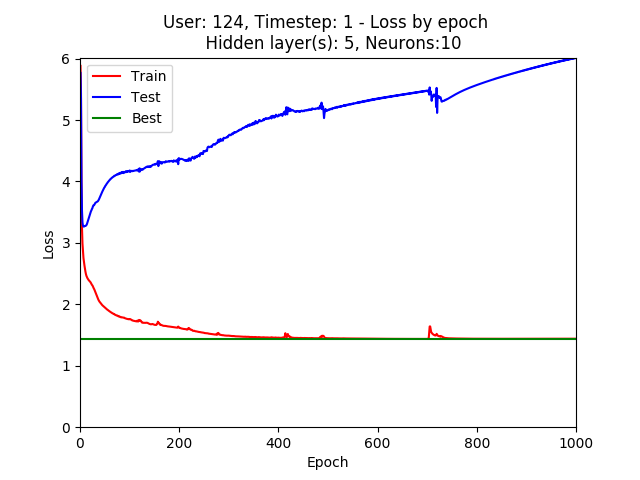 User: 124, Timestep: 1 - Loss by epoch
Hidden layer(s): 5, Neurons:10
6
5
4
3
2
1
0
Loss
Train
Test
Best
0 200 400 600 800 1000
Epoch